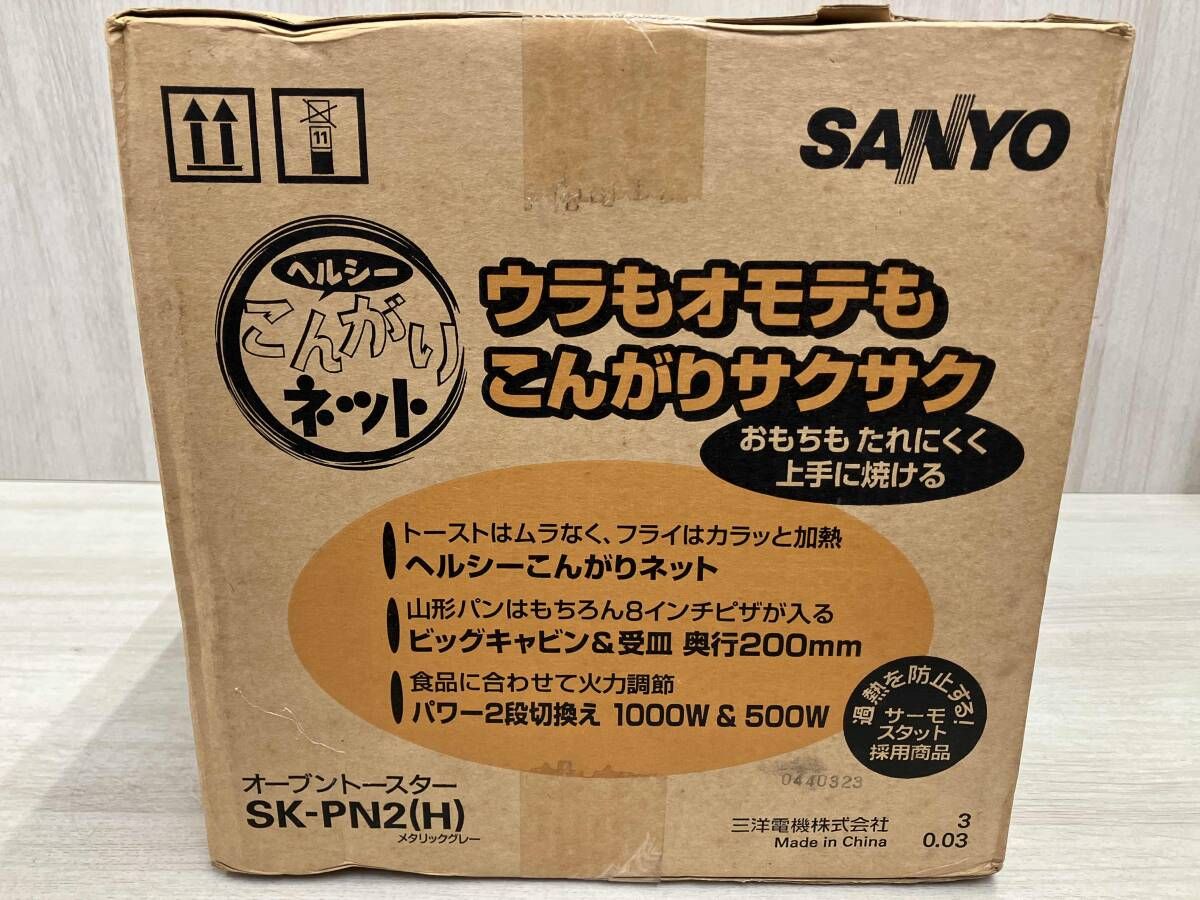 11
SANYO
ヘルシー
こんがり
ネット
ウラもオモテも
こんがりサクサク
おもちも たれにくく
上手に焼ける
トーストはムラなく、フライはカラッと加熱
ヘルシーこんがりネット
山形パンはもちろん8インチピザが入る
ビッグキャビン&受皿 奥行200mm
食品に合わせて火力調節
パワー2段切換え 1000W & 500W
過熱を防止する!
サーモ
スタット
採用商品
0440323
オーブントースター
SK-PN2(H)
メタリックグレー
三洋電機株式会社
Made in China
3
0.03